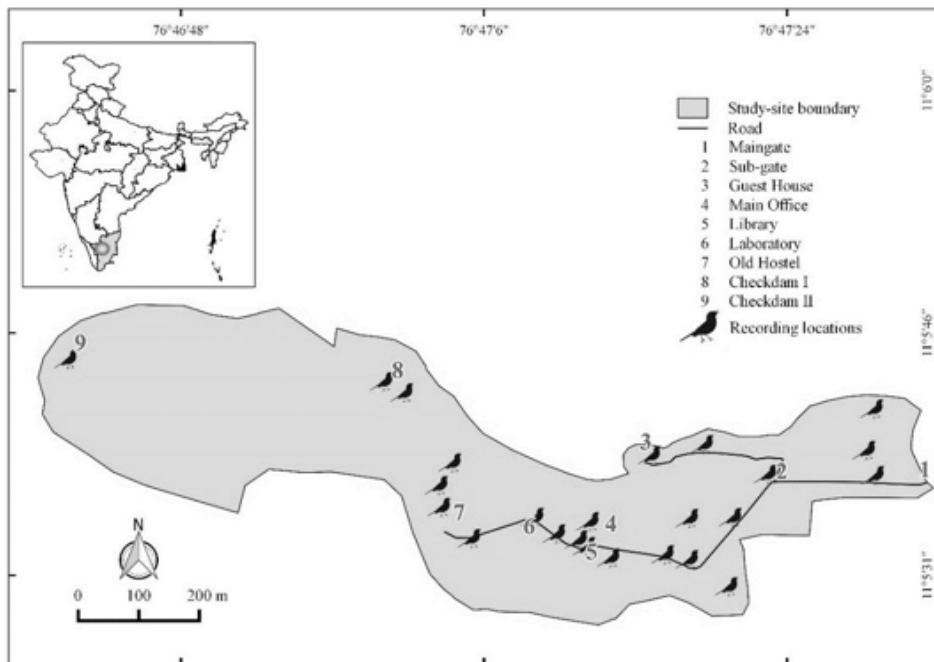 76°46'48"
76°47'6"
76°47'24"
11°6'0"
Study-site boundary
Road
1 Maingate
2 Sub-gate
3 Guest House
4 Main Office
5 Library
6 Laboratory
7 Old Hostel
8 Checkdam I
9 Checkdam II
Recording locations
11°5'46"
9
8
3
2
1
7
6
4
5
11°5'31"
N
0 100 200 m